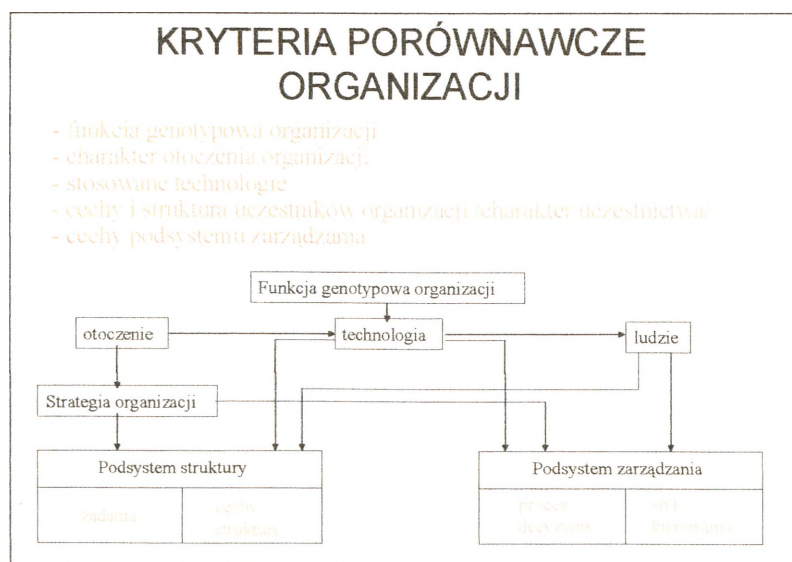 KRYTERIA PORÓWNAWCZE
ORGANIZACJI
- funkcja genotypowa organizacji
- charakter otoczenia organizacji
- stosowane technologie
- cechy i struktura uczestników organizacji /charakter uczestnictwa/
- cechy podsystemu zarządzania
Funkcja genotypowa organizacji
otoczenie technologia ludzie
Strategia organizacji
Podsystem struktury Podsystem zarządzania
zadania cechy proces styl
struktury decyzyjny kierowania